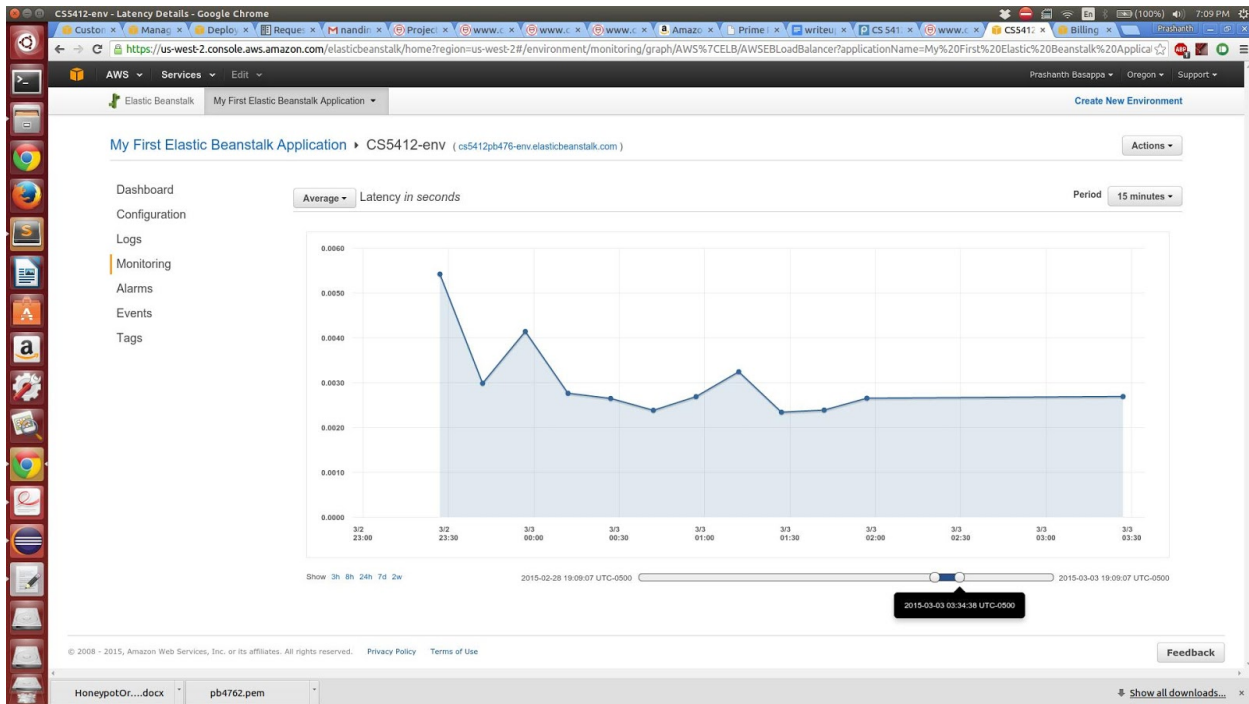 CS5412-env - Latency Details - Google Chrome
En (100%) 7:09 PM
Custon × Manag × Deploy × Reques × M nandin × Project × www.c × www.c × www.c × Amazo × Prime × writeup × CS 541: × www.c × CS5412 × Billing × Prashanth
https://us-west-2.console.aws.amazon.com/elasticbeanstalk/home?region=us-west-2#/environment/monitoring/graph/AWS%7CELB/AWSEBLoadBalancer?applicationName=My%20First%20Elastic%20Beanstalk%20Applicat
AWS Services Edit Prashanth Basappa Oregon Support
Elastic Beanstalk My First Elastic Beanstalk Application Create New Environment
My First Elastic Beanstalk Application CS5412-env ( cs5412pb476-env.elasticbeanstalk.com ) Actions
Dashboard
Configuration
Logs
Monitoring
Alarms
Events
Tags
Average Latency in seconds Period 15 minutes
0.0060
0.0050
0.0040
0.0030
0.0020
0.0010
0.0000
3/2 3/2 3/3 3/3 3/3 3/3 3/3 3/3 3/3 3/3
23:00 23:30 00:00 00:30 01:00 01:30 02:00 02:30 03:00 03:30
Show 3h 8h 24h 7d 2w 2015-02-28 19:09:07 UTC-0500 2015-03-03 19:09:07 UTC-0500
2015-03-03 03:34:38 UTC-0500
© 2008 - 2015, Amazon Web Services, Inc. or its affiliates. All rights reserved. Privacy Policy Terms of Use Feedback
HoneypotOr....docx pb4762.pem Show all downloads...